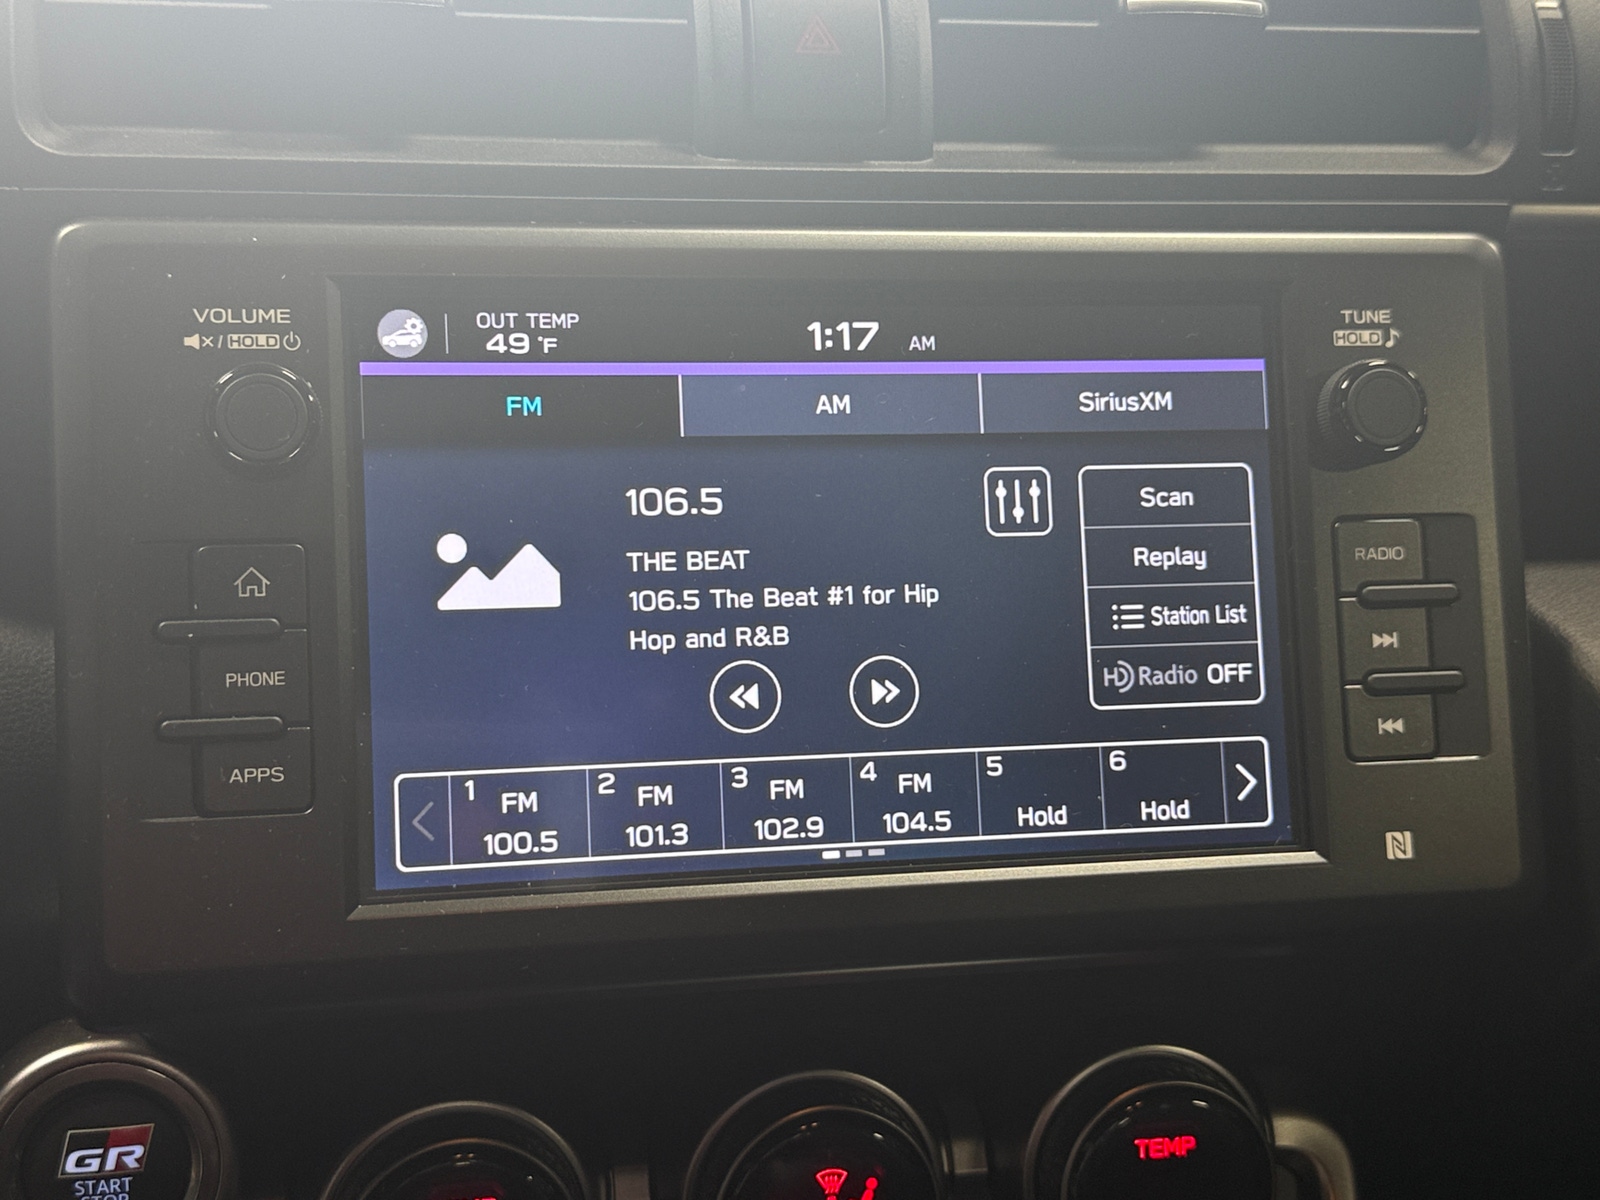 VOLUME
HOLD
OUT TEMP
49 °F
1:17 AM
TUNE
HOLD
FM
AM
SiriusXM
106.5
THE BEAT
106.5 The Beat #1 for Hip
Hop and R&B
Scan
Replay
Station List
HD Radio OFF
PHONE
APPS
RADIO
1 FM
100.5
2 FM
101.3
3 FM
102.9
4 FM
104.5
5
Hold
6
Hold
GR
START
STOP
TEMP